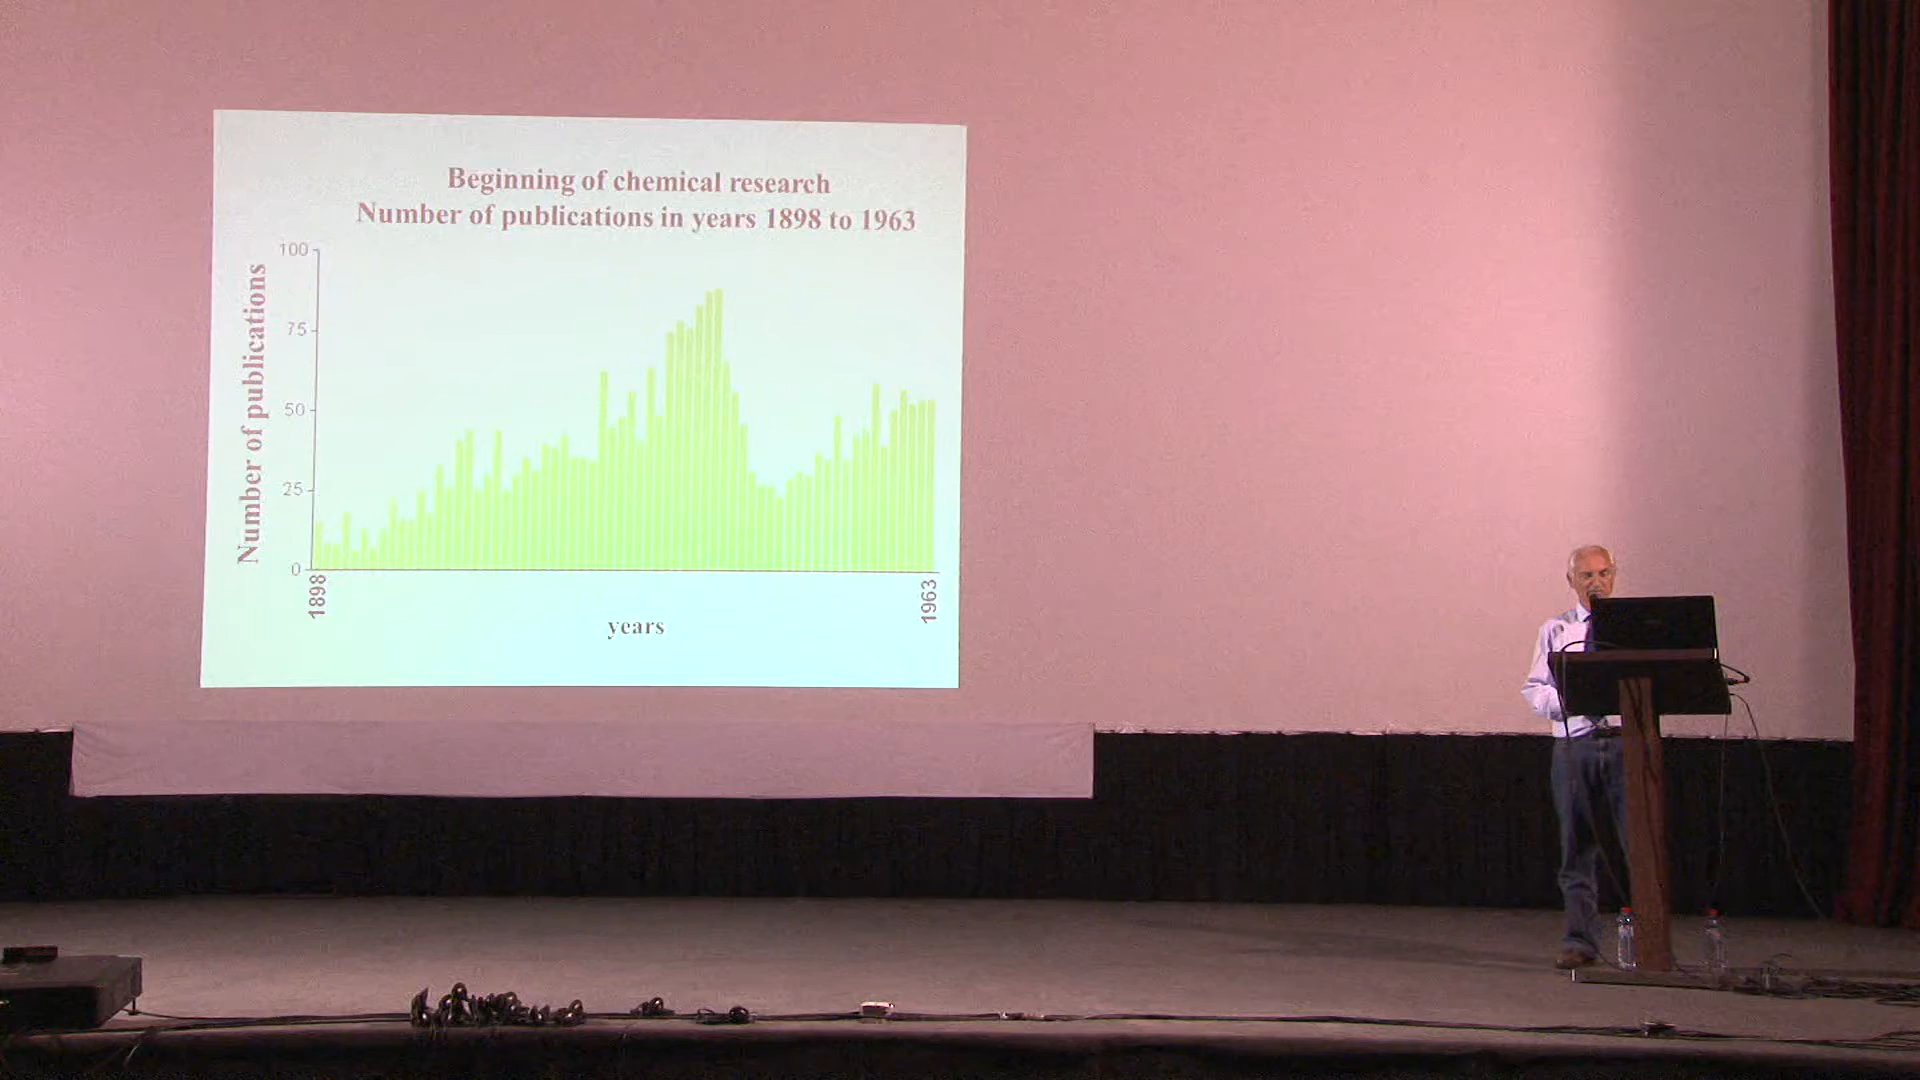 Beginning of chemical research
Number of publications in years 1898 to 1963
Number of publications
100
75
50
25
0
1898
1963
years